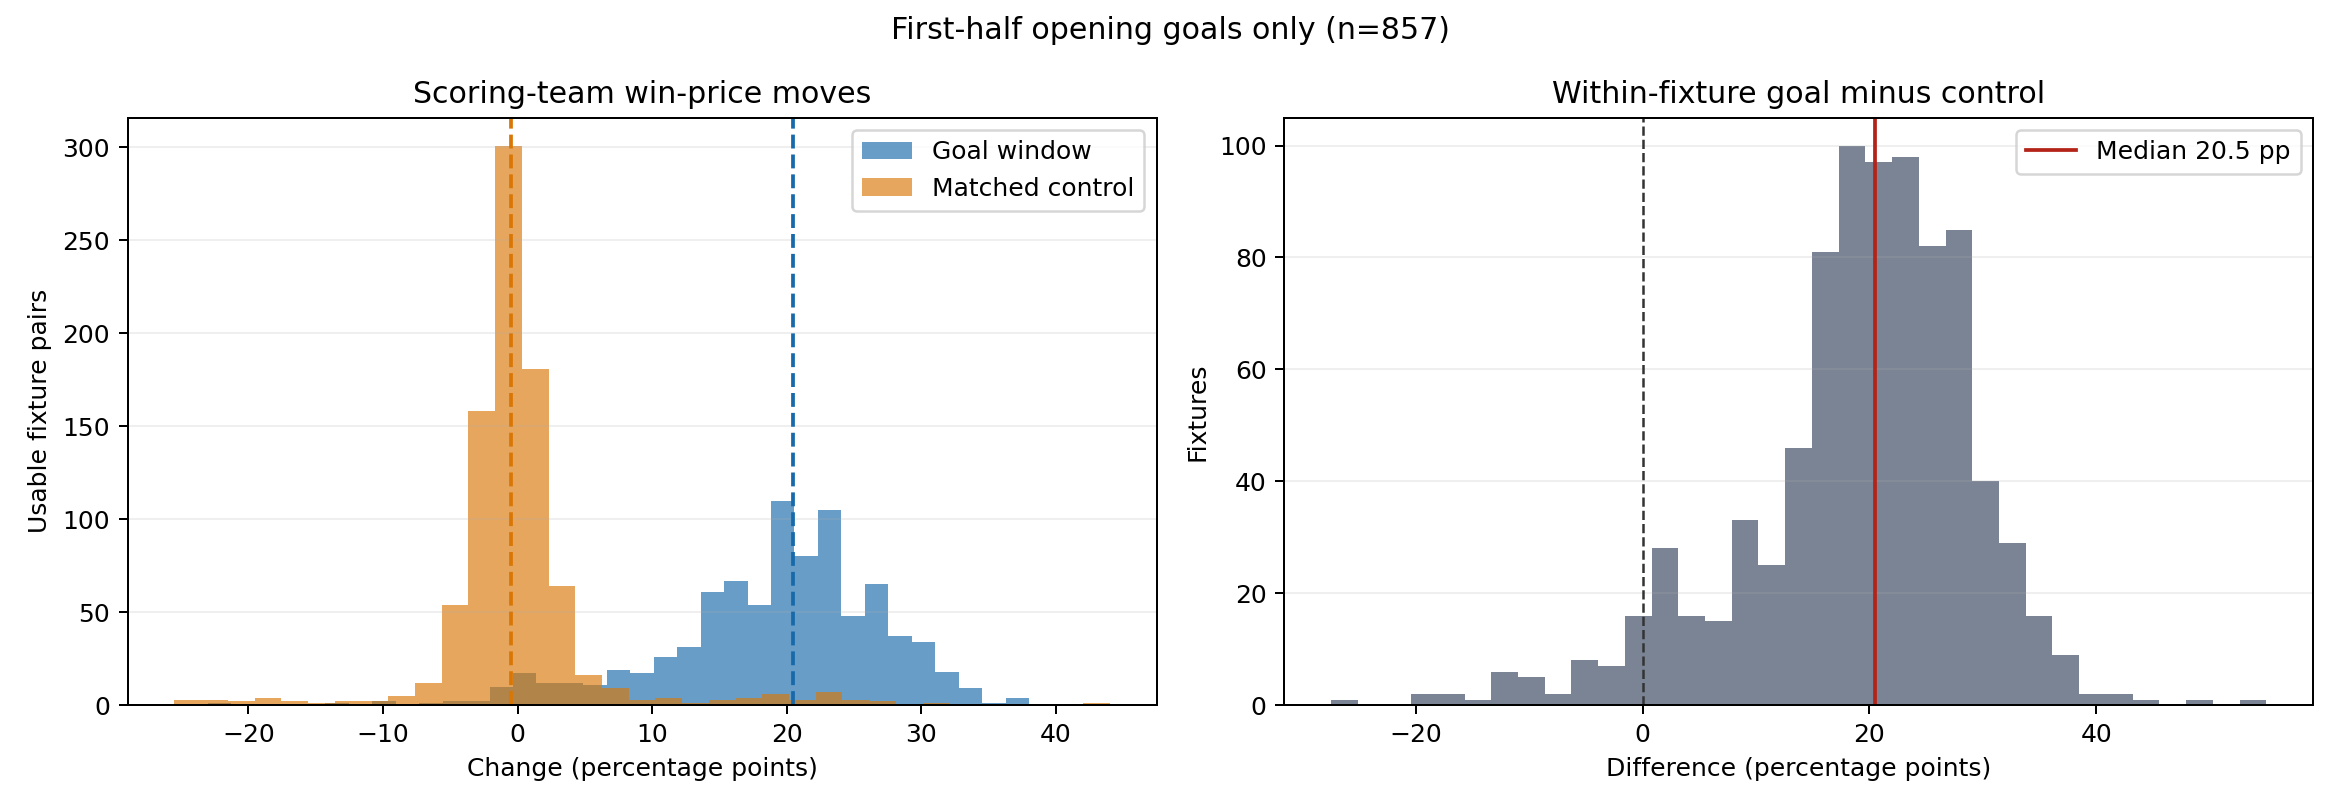 First-half opening goals only (n=857)
Scoring-team win-price moves
Usable fixture pairs
300
250
200
150
100
50
0
−20
−10
0
10
20
30
40
Change (percentage points)
Goal window
Matched control
Within-fixture goal minus control
Fixtures
100
80
60
40
20
0
−20
0
20
40
Difference (percentage points)
Median 20.5 pp